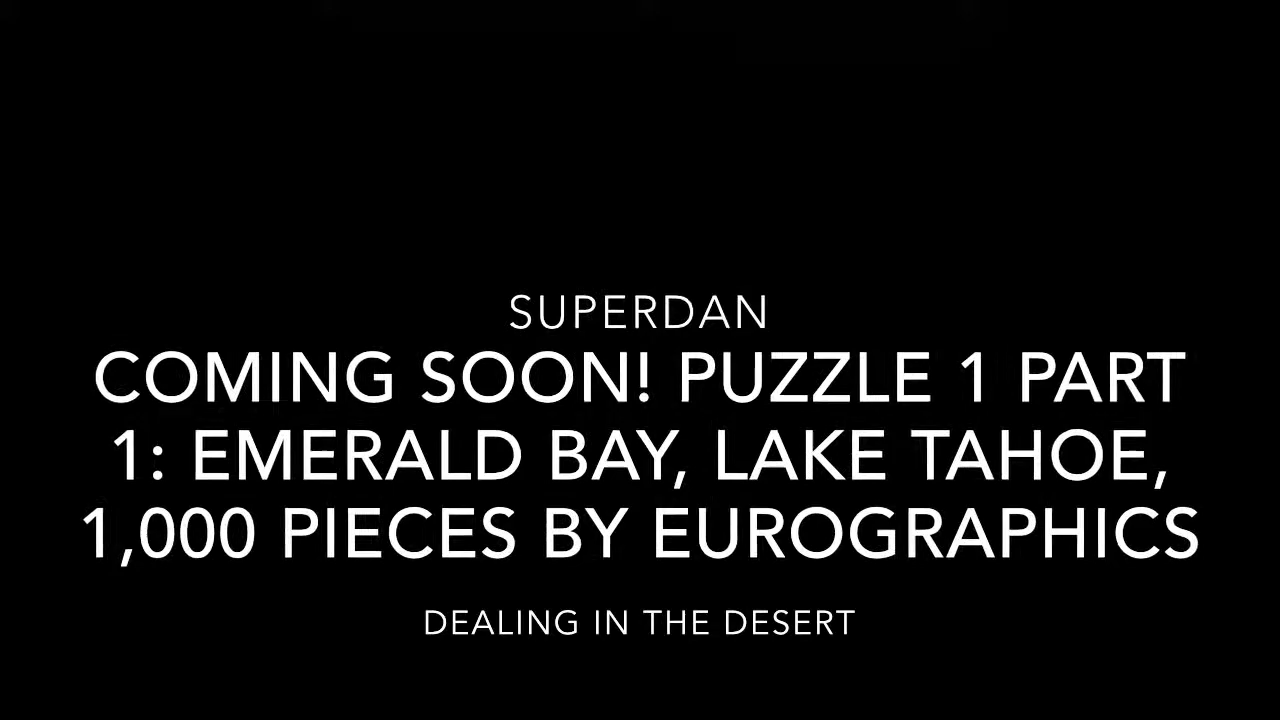 SUPERDAN
COMING SOON! PUZZLE 1 PART
1: EMERALD BAY, LAKE TAHOE,
1,000 PIECES BY EUROGRAPHICS
DEALING IN THE DESERT